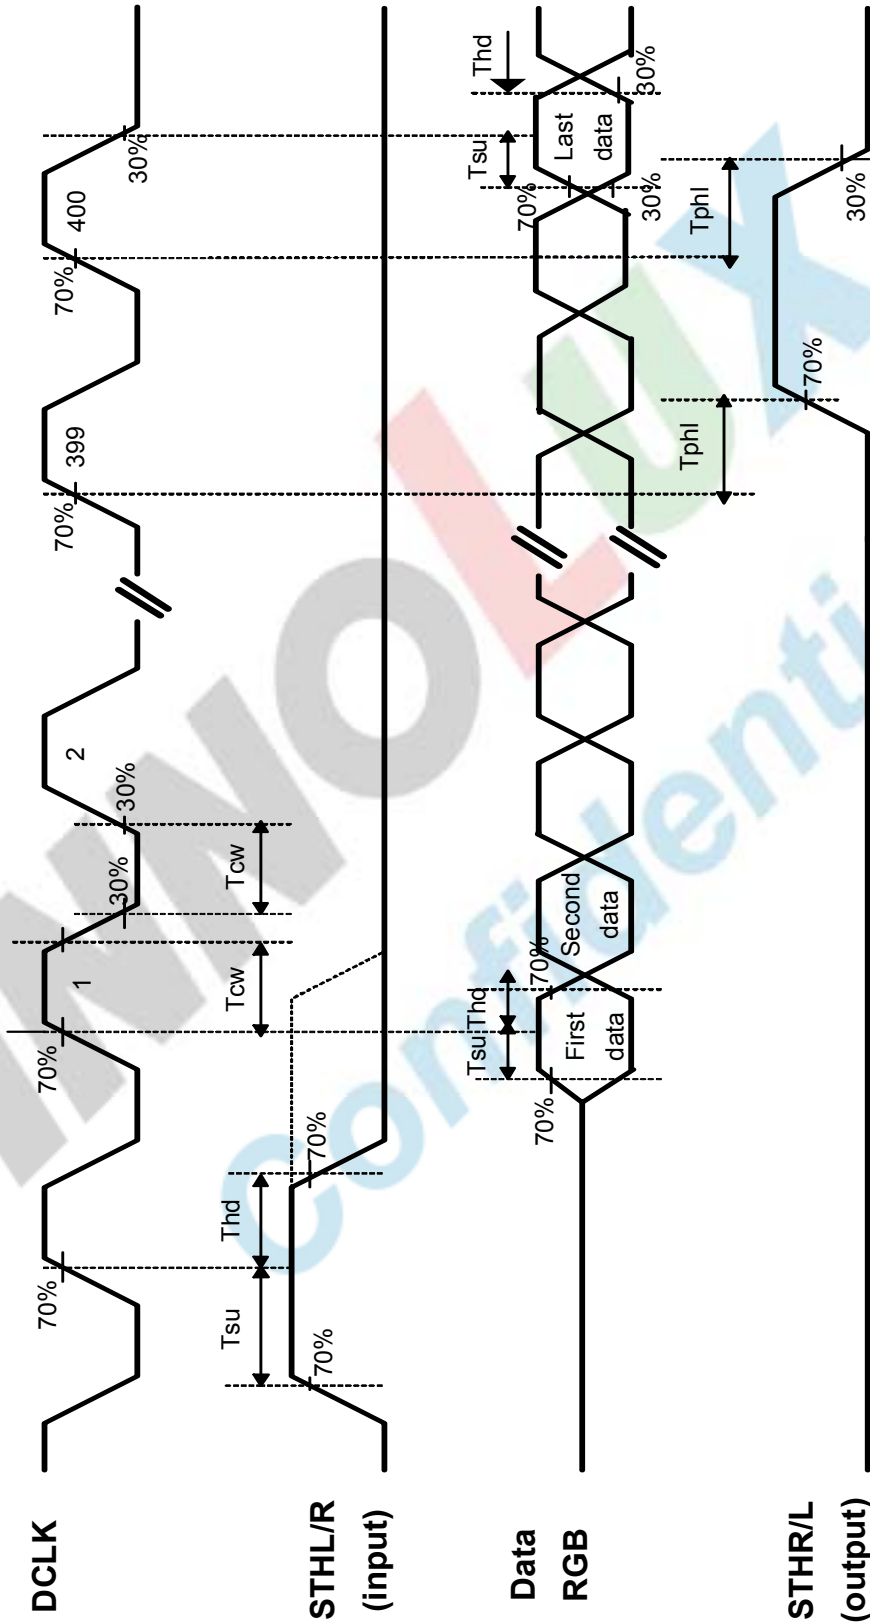 DCLK
70%
70%
1
Tcw
30%
Tcw
30%
2
70%
399
70%
400
30%
STHL/R
(input)
Tsu
70%
Thd
70%
Data
RGB
70%
Tsu
Thd
First
data
70%
Second
data
70%
Tsu
30%
Last
data
Thd
30%
STHR/L
(output)
Tphl
70%
Tphl
30%
INNOLUX
Confidenti